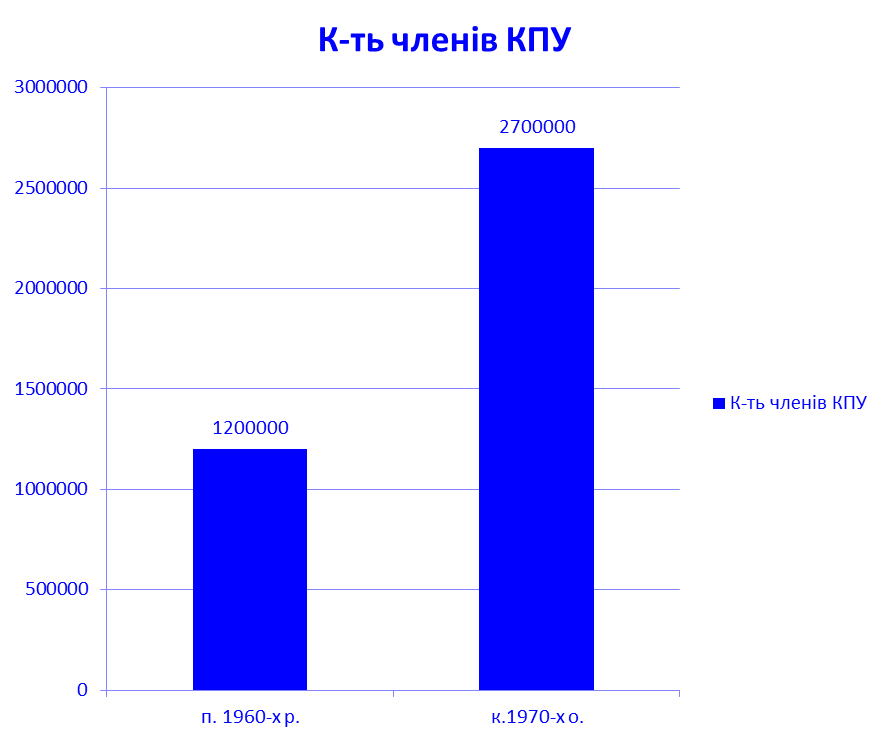 К-ть членів КПУ
3000000
2500000
2000000
1500000
1000000
500000
0
1200000
2700000
п. 1960-х р.
к.1970-х о.
К-ть членів КПУ